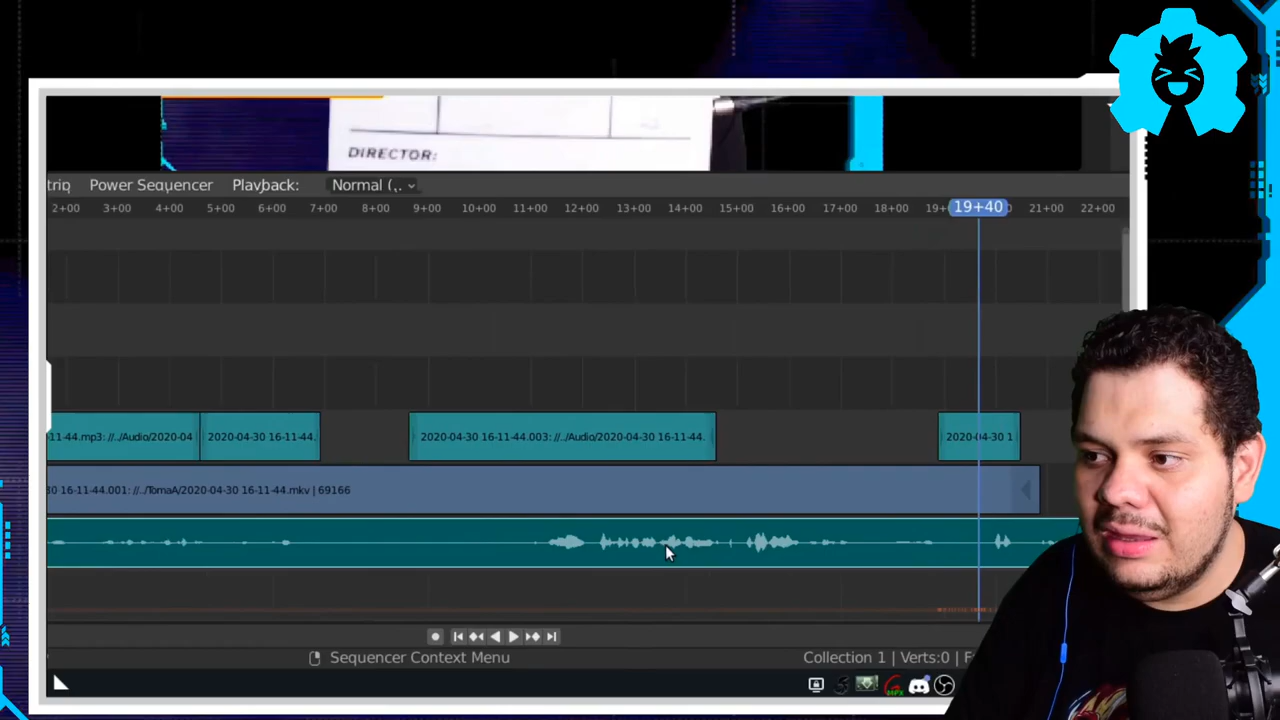 DIRECTOR:
trip Power Sequencer Playback: Normal (,.
2+00 3+00 4+00 5+00 6+00 7+00 8+00 9+00 10+00 11+00 12+00 13+00 14+00 15+00 16+00 17+00 18+00 19+40 21+00 22+00
11-44.mp3: //../Audio/2020-04 2020-04-30 16-11-44. 2020-04-30 16-11-44.003: //../Audio/2020-04-30 16-11-44. 2020-04-30 1
30 16-11-44.001: //../TomaA/2020-04-30 16-11-44.mkv | 69166
Sequencer Context Menu Collection 1 | Verts:0 | F